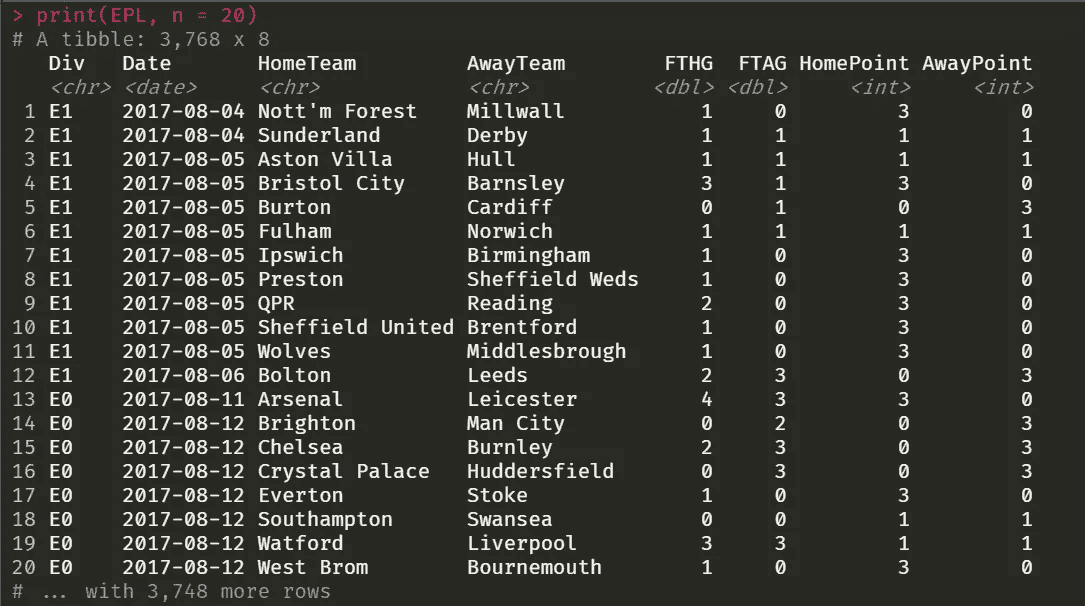 > print(EPL, n = 20)
# A tibble: 3,768 x 8
   Div   Date       HomeTeam         AwayTeam        FTHG  FTAG HomePoint AwayPoint
   <chr> <date>     <chr>            <chr>          <dbl> <dbl>     <int>     <int>
 1 E1    2017-08-04 Nott'm Forest    Millwall           1     0         3         0
 2 E1    2017-08-04 Sunderland       Derby              1     1         1         1
 3 E1    2017-08-05 Aston Villa      Hull               1     1         1         1
 4 E1    2017-08-05 Bristol City     Barnsley           3     1         3         0
 5 E1    2017-08-05 Burton           Cardiff            0     1         0         3
 6 E1    2017-08-05 Fulham           Norwich            1     1         1         1
 7 E1    2017-08-05 Ipswich          Birmingham         1     0         3         0
 8 E1    2017-08-05 Preston          Sheffield Weds     1     0         3         0
 9 E1    2017-08-05 QPR              Reading            2     0         3         0
10 E1    2017-08-05 Sheffield United Brentford          1     0         3         0
11 E1    2017-08-05 Wolves           Middlesbrough      1     0         3         0
12 E1    2017-08-06 Bolton           Leeds              2     3         0         3
13 E0    2017-08-11 Arsenal          Leicester          4     3         3         0
14 E0    2017-08-12 Brighton         Man City           0     2         0         3
15 E0    2017-08-12 Chelsea          Burnley            2     3         0         3
16 E0    2017-08-12 Crystal Palace   Huddersfield       0     3         0         3
17 E0    2017-08-12 Everton          Stoke              1     0         3         0
18 E0    2017-08-12 Southampton      Swansea            0     0         1         1
19 E0    2017-08-12 Watford          Liverpool          3     3         1         1
20 E0    2017-08-12 West Brom        Bournemouth        1     0         3         0
# ... with 3,748 more rows